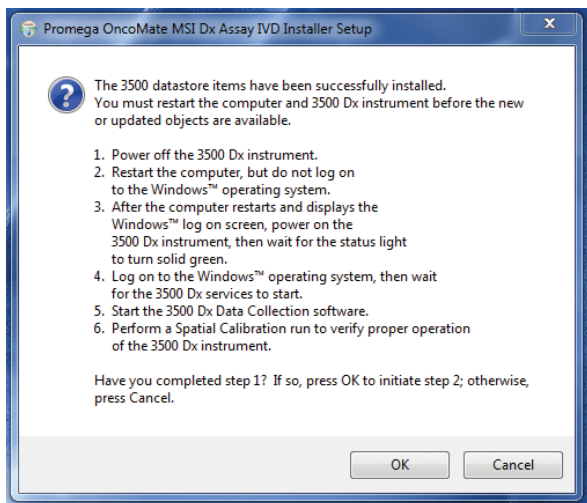 Promega OncoMate MSI Dx Assay IVD Installer Setup
The 3500 datastore items have been successfully installed.
You must restart the computer and 3500 Dx instrument before the new
or updated objects are available.
1. Power off the 3500 Dx instrument.
2. Restart the computer, but do not log on
to the Windows™ operating system.
3. After the computer restarts and displays the
Windows™ log on screen, power on the
3500 Dx instrument, then wait for the status light
to turn solid green.
4. Log on to the Windows™ operating system, then wait
for the 3500 Dx services to start.
5. Start the 3500 Dx Data Collection software.
6. Perform a Spatial Calibration run to verify proper operation
of the 3500 Dx instrument.
Have you completed step 1? If so, press OK to initiate step 2; otherwise,
press Cancel.
OK Cancel